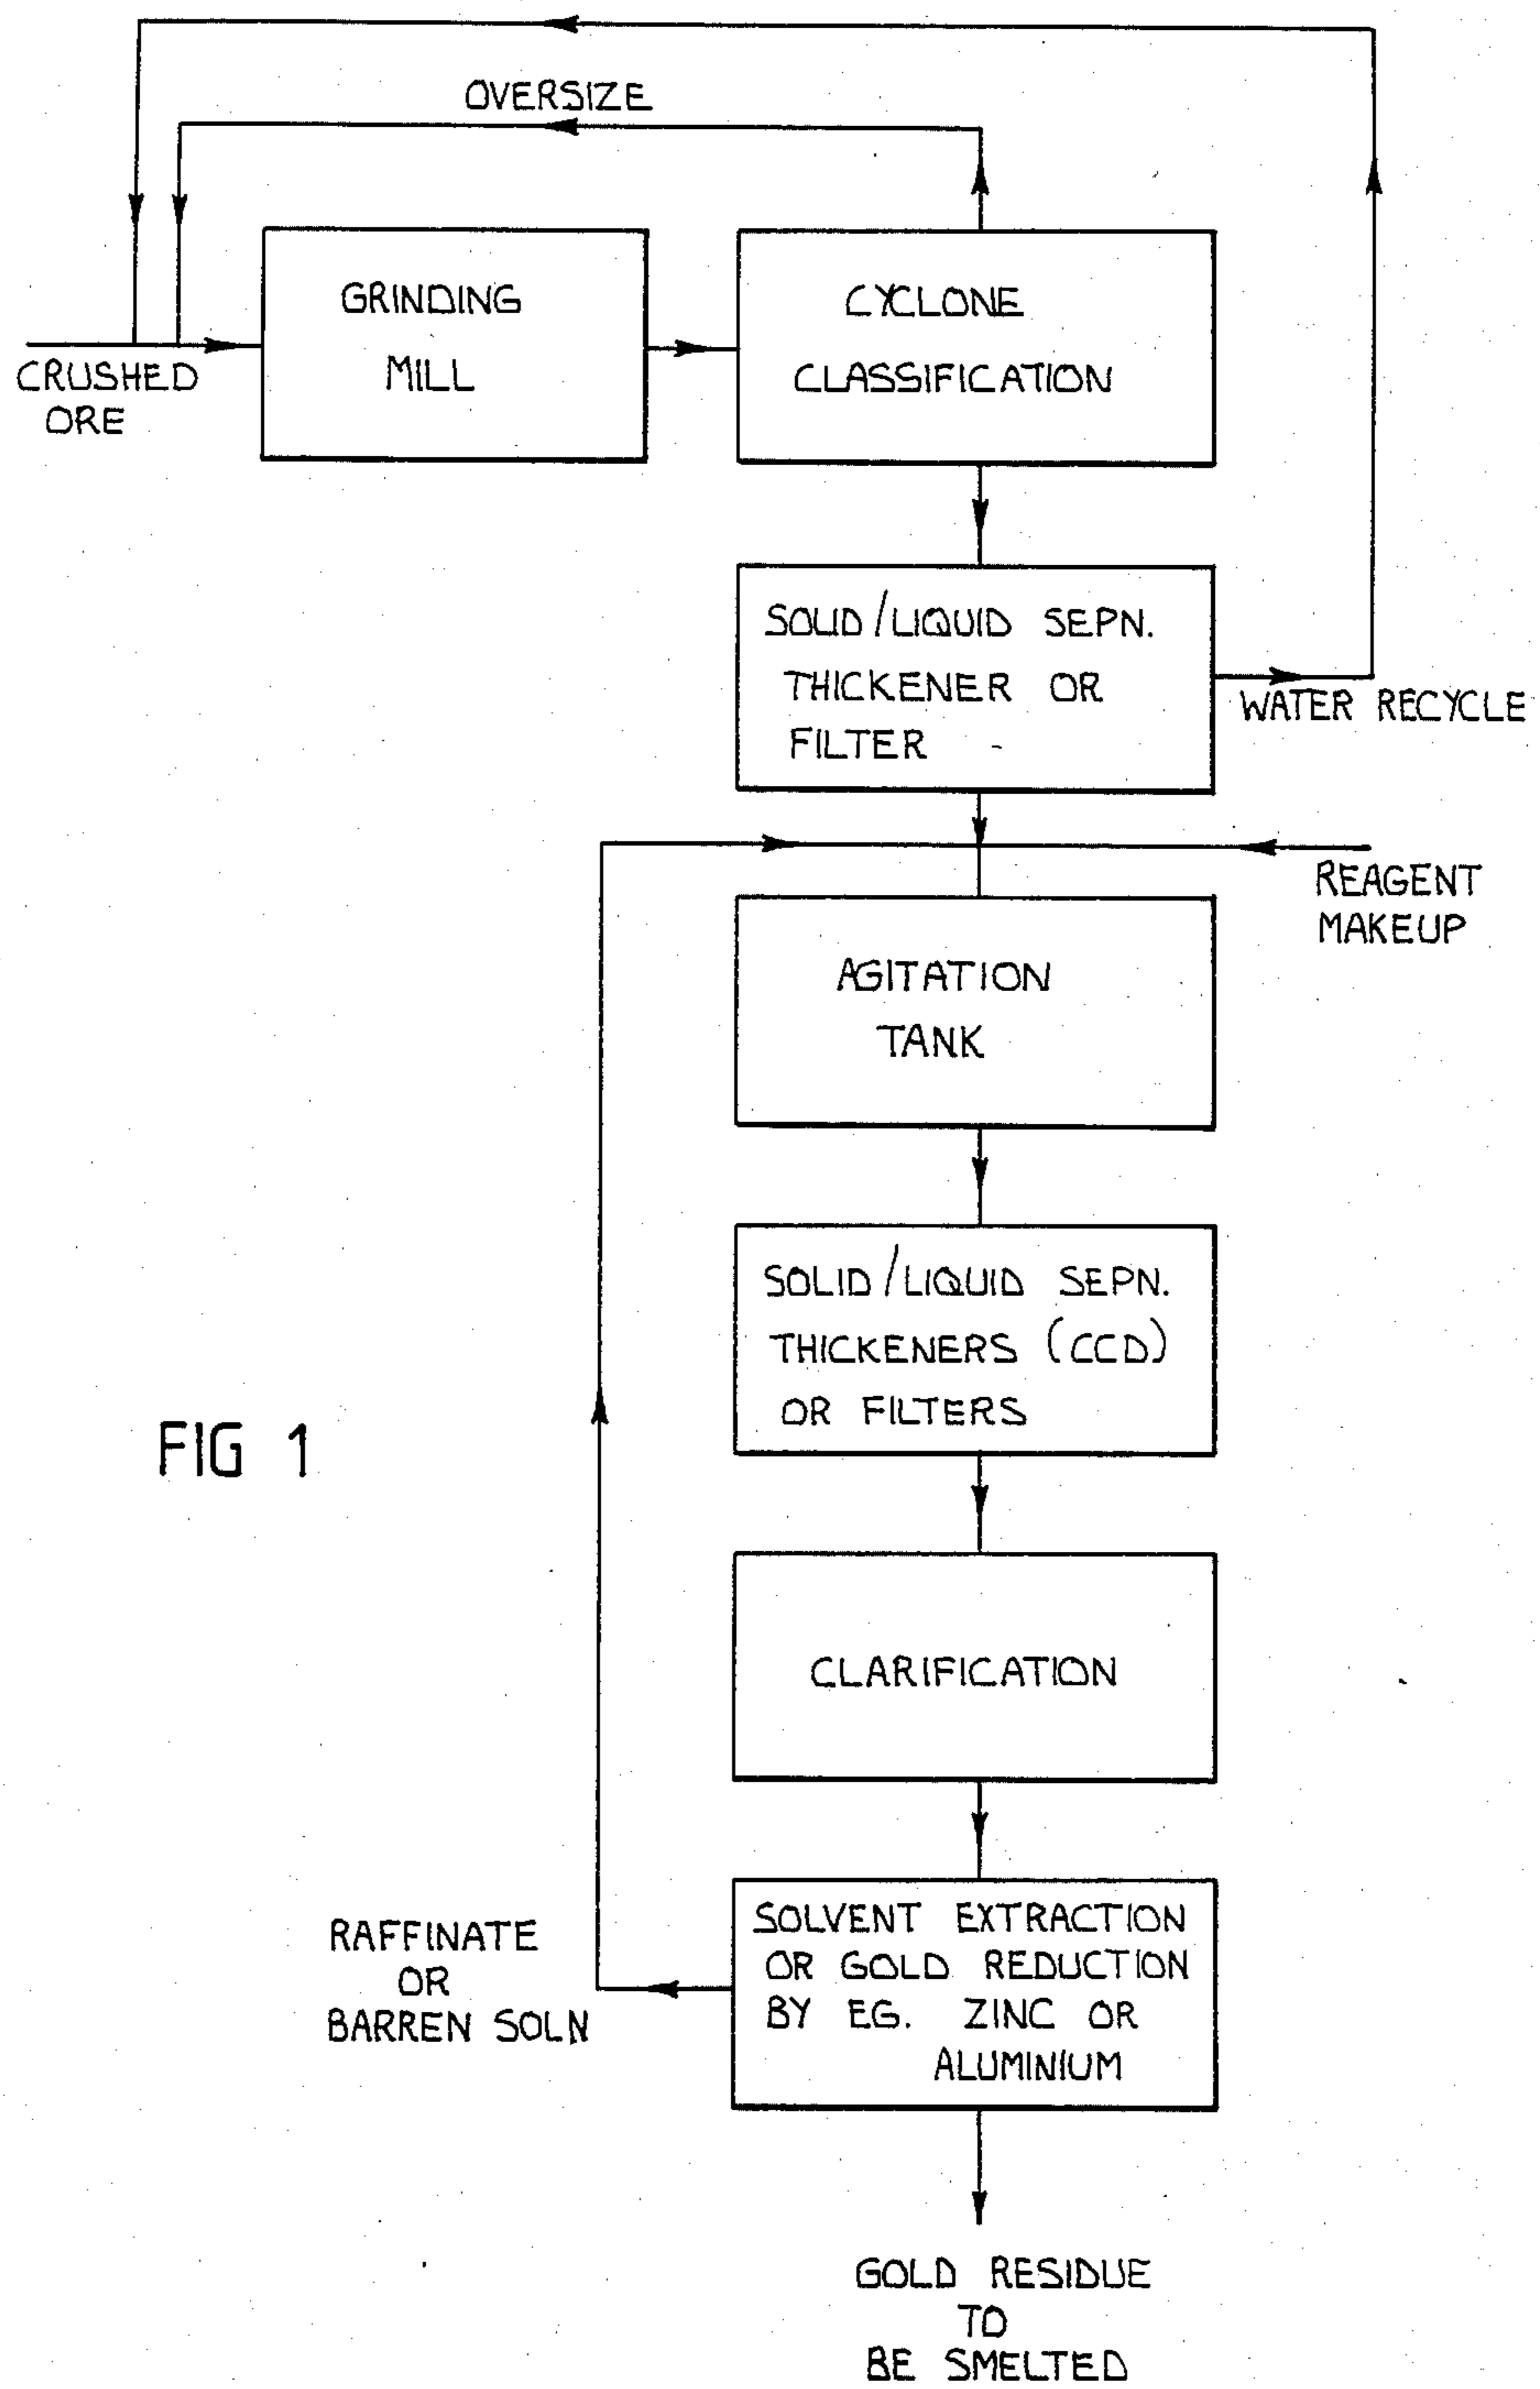 OVERSIZE
GRINDING
MILL
CYCLONE
CLASSIFICATION
CRUSHED
ORE
SOLID/LIQUID SEPN.
THICKENER OR
FILTER
WATER RECYCLE
REAGENT
MAKEUP
AGITATION
TANK
SOLID/LIQUID SEPN.
THICKENERS (CCD)
OR FILTERS
FIG 1
CLARIFICATION
RAFFINATE
OR
BARREN SOLN
SOLVENT EXTRACTION
OR GOLD REDUCTION
BY EG. ZINC OR
ALUMINIUM
GOLD RESIDUE
TO
BE SMELTED